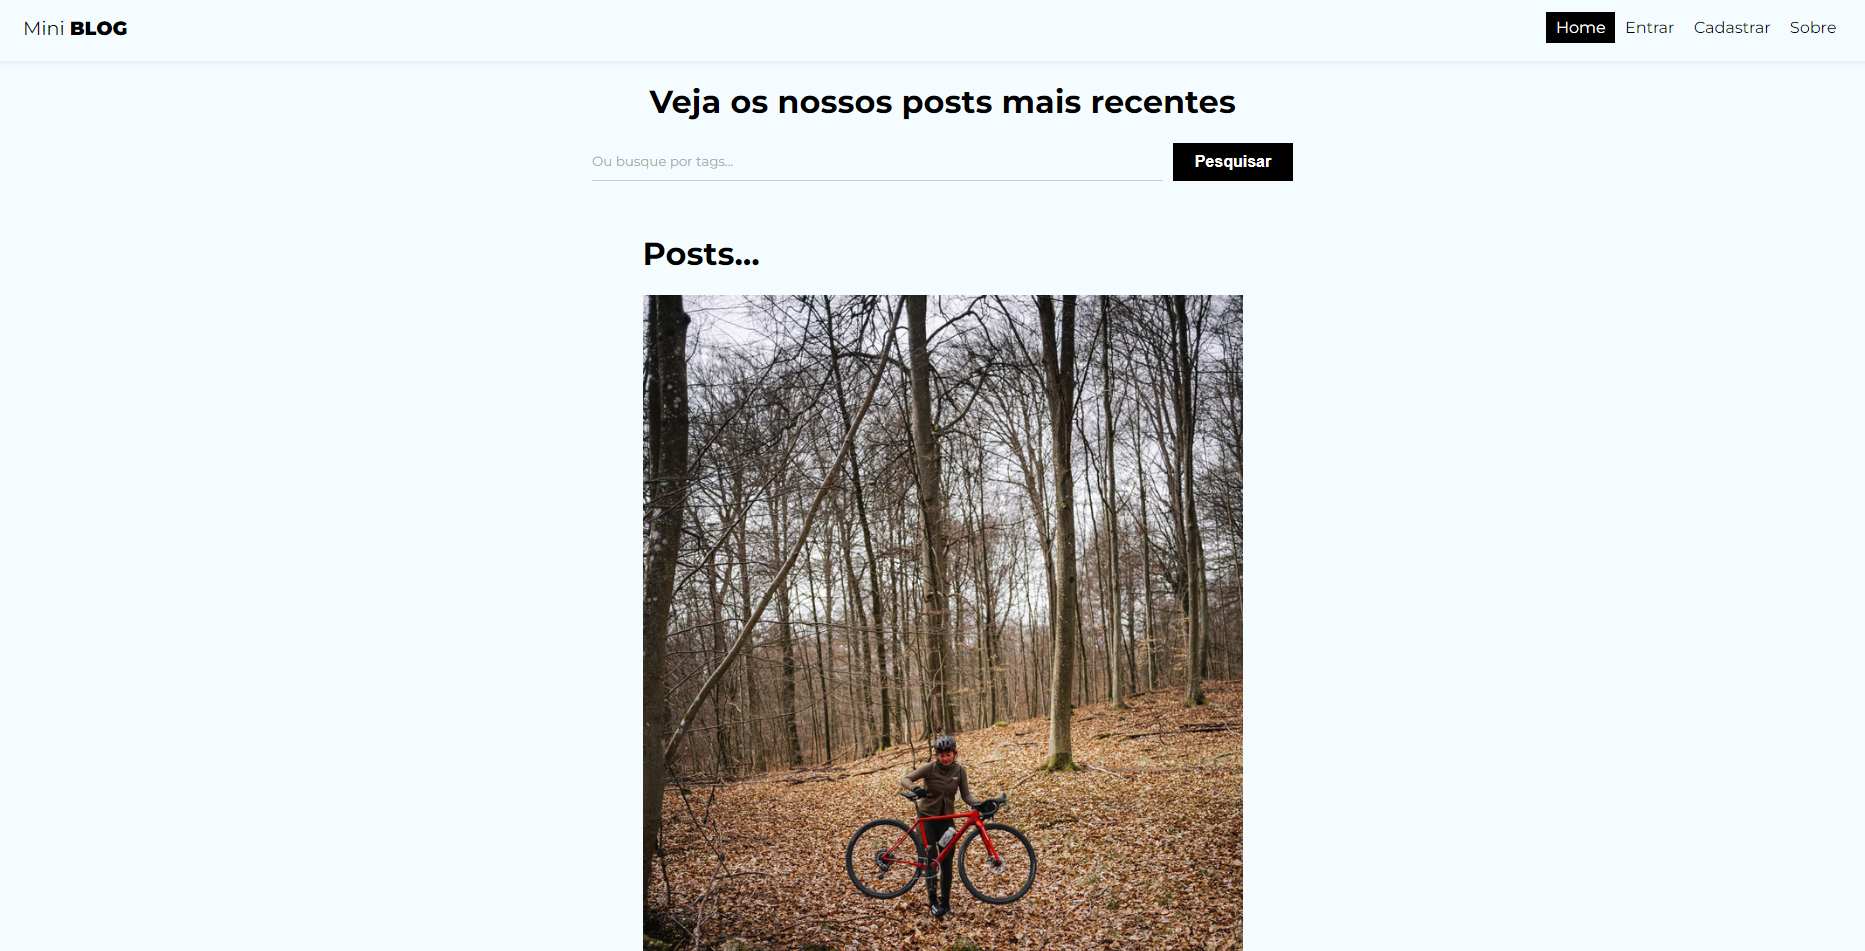 Mini BLOG
Home Entrar Cadastrar Sobre
Veja os nossos posts mais recentes
Ou busque por tags...
Pesquisar
Posts...